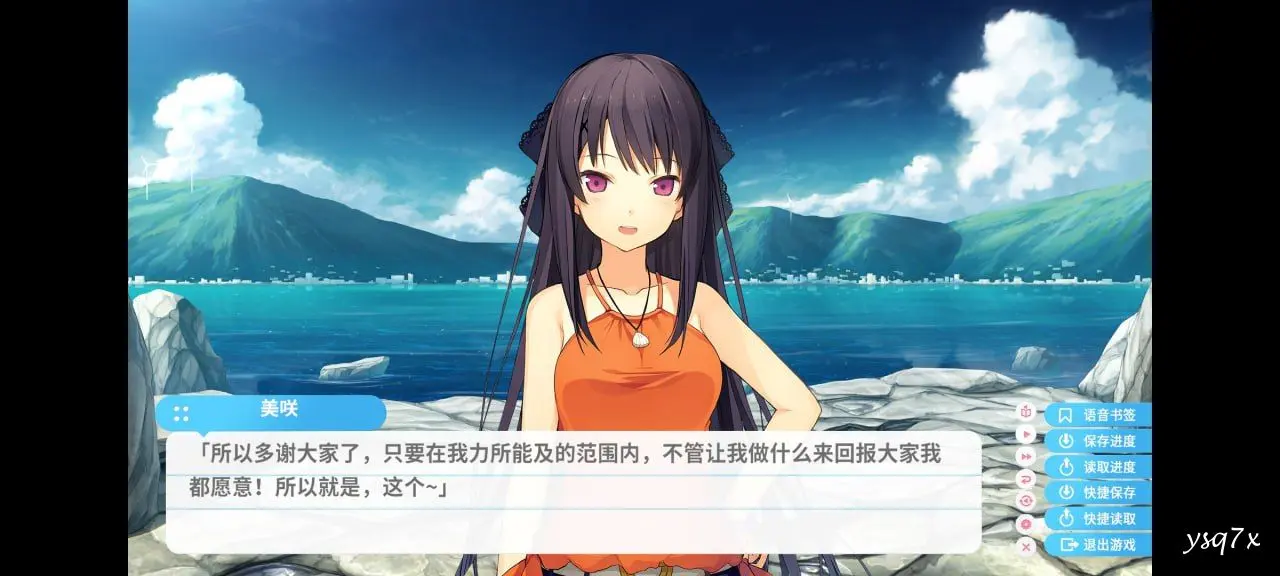 美咲
「所以多谢大家了，只要在我力所能及的范围内，不管让我做什么来回报大家我
都愿意！所以就是，这个~」
语音书签
保存进度
读取进度
快捷保存
快捷读取
退出游戏
ysq7x